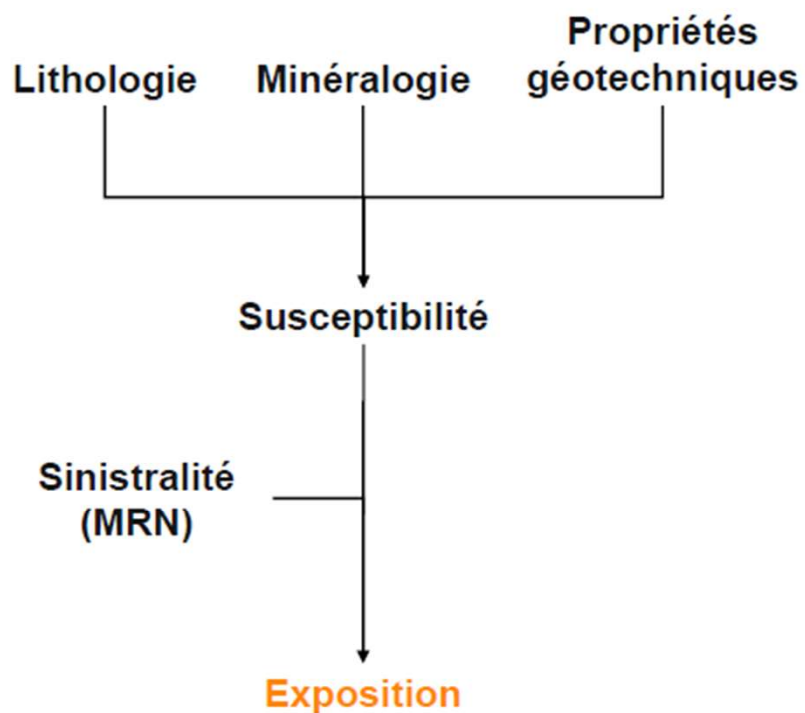 Lithologie
Minéralogie
Propriétés
géotechniques
Susceptibilité
Sinistralité
(MRN)
Exposition